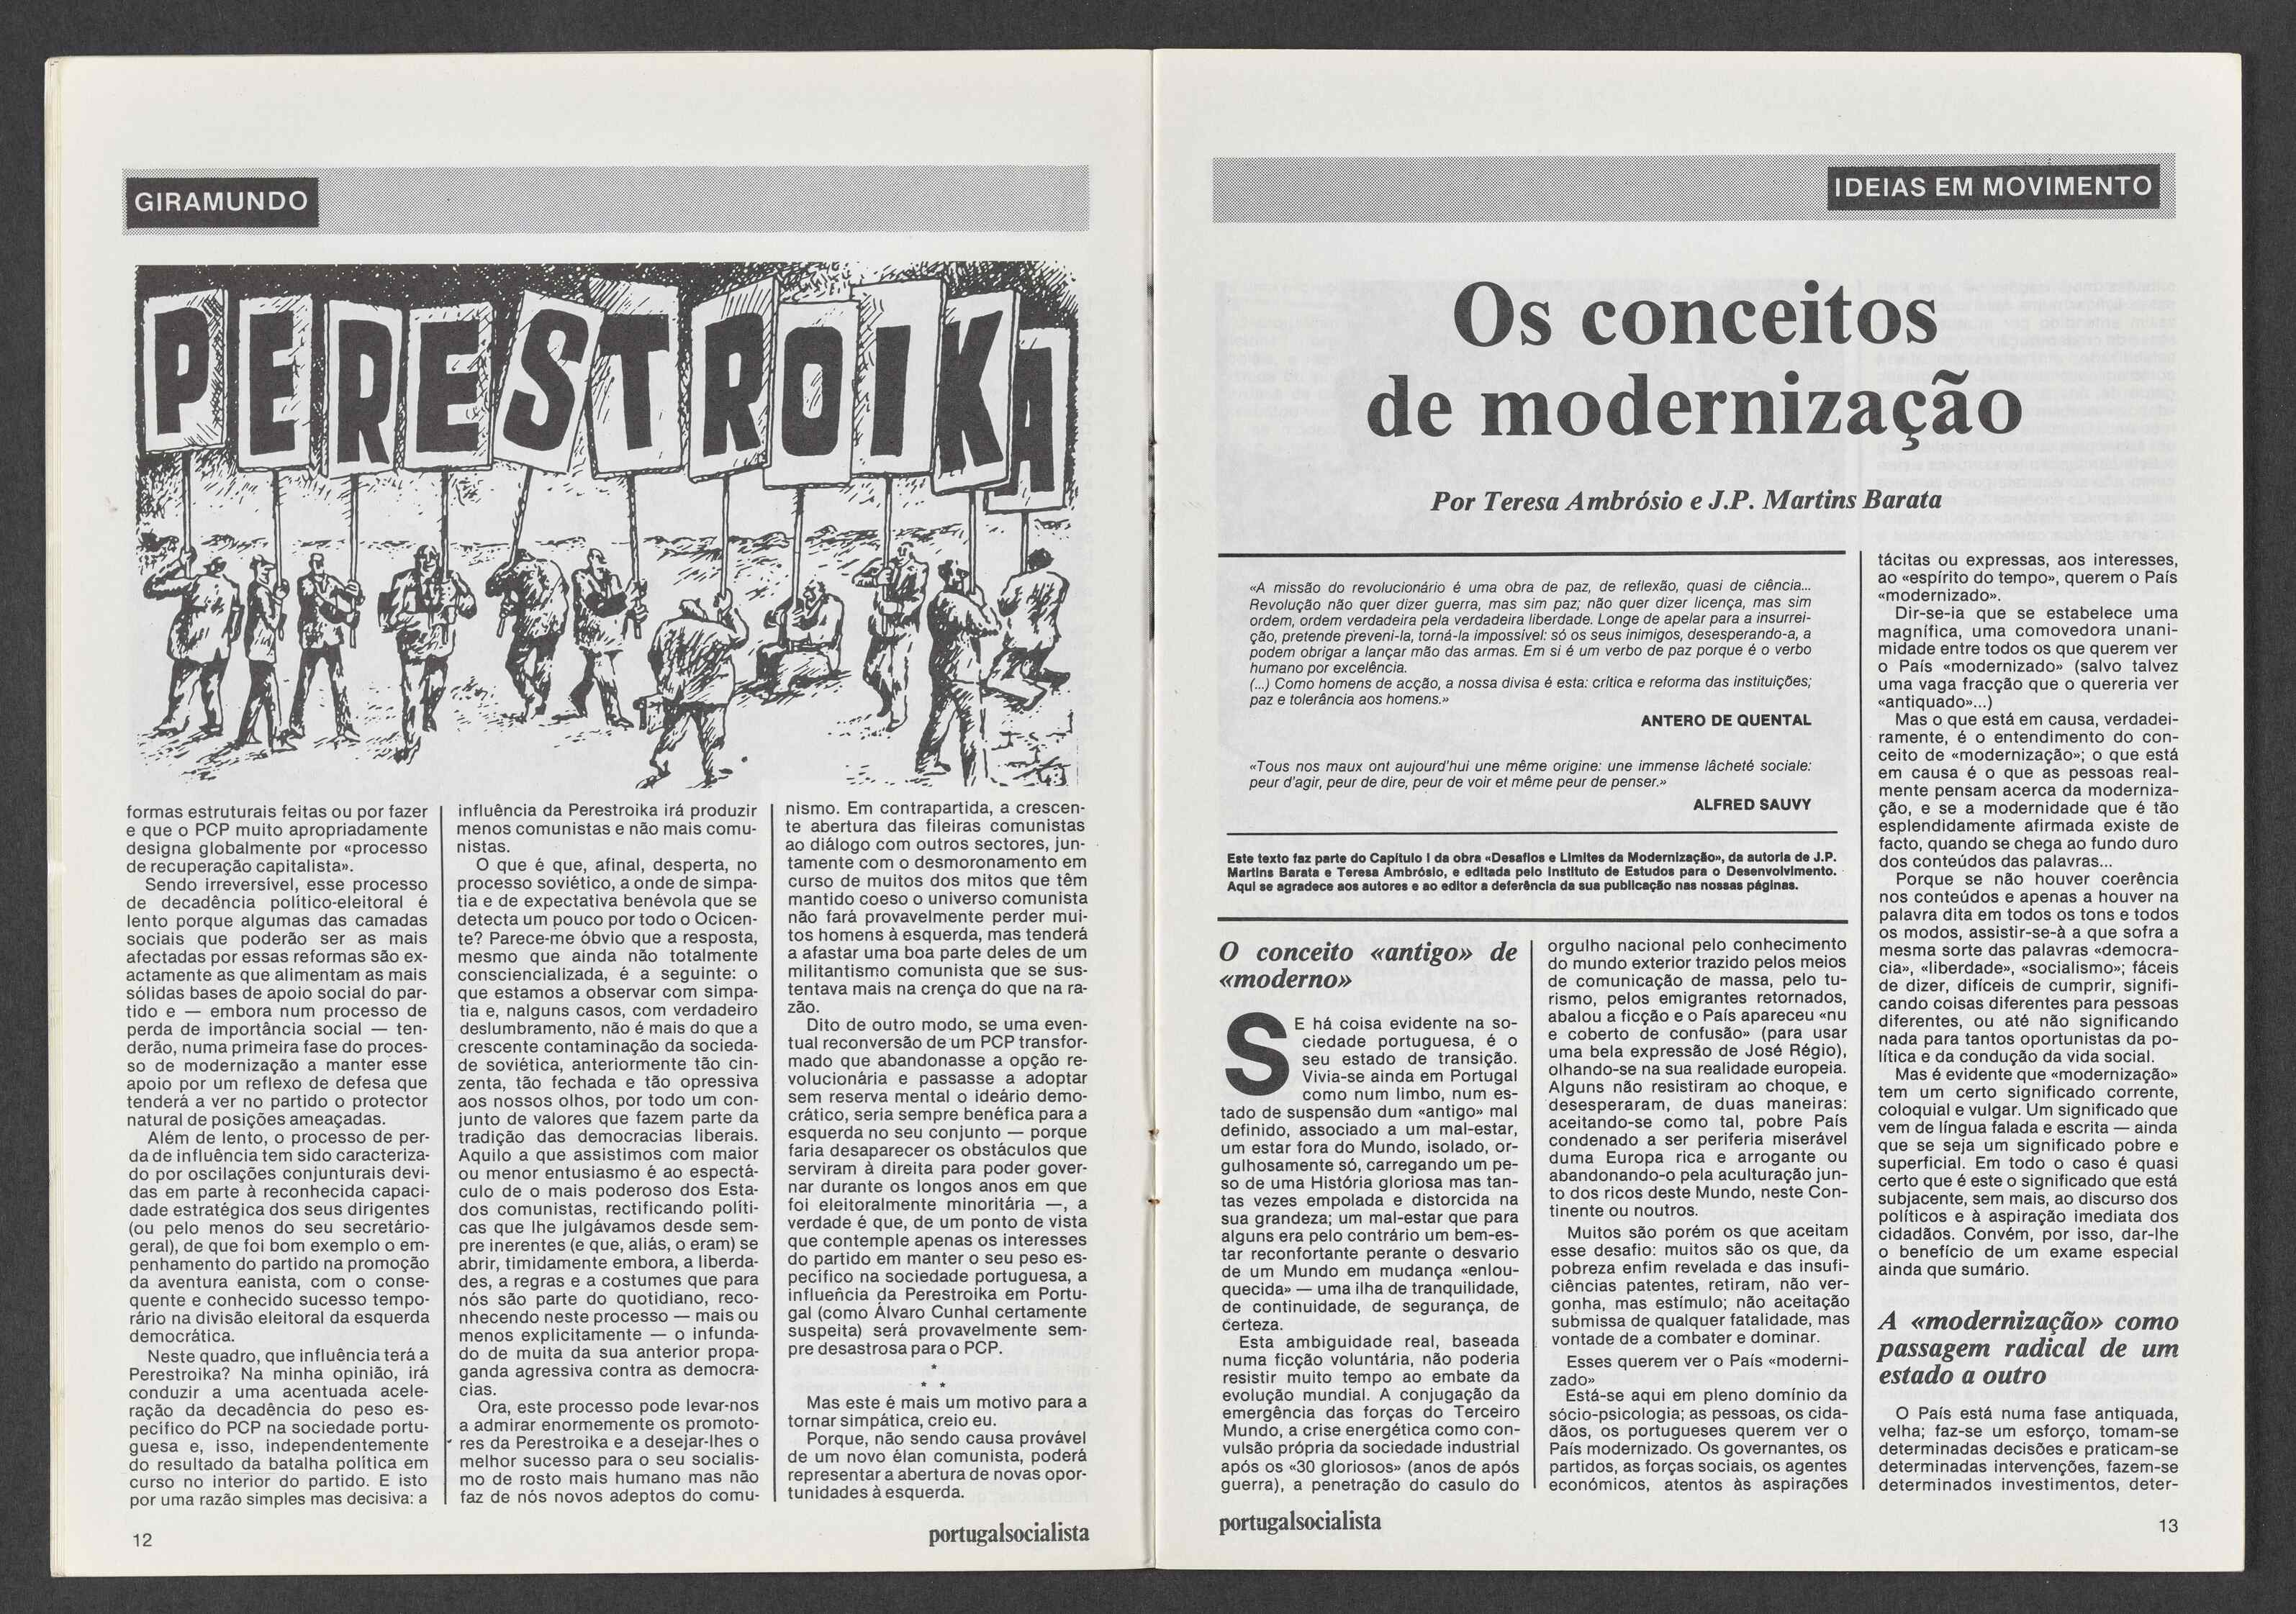 GIRAMUNDO
PERESTROIKA
formas estruturais feitas ou por fazer
e que o PCP muito apropriadamente
designa globalmente por «processo
de recuperação capitalista».
Sendo irreversível, esse processo
de decadência político-eleitoral é
lento porque algumas das camadas
sociais que poderão ser as mais
afectadas por essas reformas são ex-
actamente as que alimentam as mais
sólidas bases de apoio social do par-
tido e — embora num processo de
perda de importância social — ten-
derão, numa primeira fase do proces-
so de modernização a manter esse
apoio por um reflexo de defesa que
tenderá a ver no partido o protector
natural de posições ameaçadas.
Além de lento, o processo de per-
da de influência tem sido caracteriza-
do por oscilações conjunturais devi-
das em parte à reconhecida capaci-
dade estratégica dos seus dirigentes
(ou pelo menos do seu secretário-
geral), de que foi bom exemplo o em-
penhamento do partido na promoção
da aventura eanista, com o conse-
quente e conhecido sucesso tempo-
rário na divisão eleitoral da esquerda
democrática.
Neste quadro, que influência terá a
Perestroika? Na minha opinião, irá
conduzir a uma acentuada acele-
ração da decadência do peso es-
pecífico do PCP na sociedade portu-
guesa e, isso, independentemente
do resultado da batalha política em
curso no interior do partido. E isto
por uma razão simples mas decisiva: a
influência da Perestroika irá produzir
menos comunistas e não mais comu-
nistas.
O que é que, afinal, desperta, no
processo soviético, a onde de simpa-
tia e de expectativa benévola que se
detecta um pouco por todo o Ocicen-
te? Parece-me óbvio que a resposta,
mesmo que ainda não totalmente
consciencializada, é a seguinte: o
que estamos a observar com simpa-
tia e, nalguns casos, com verdadeiro
deslumbramento, não é mais do que a
crescente contaminação da socieda-
de soviética, anteriormente tão cin-
zenta, tão fechada e tão opressiva
aos nossos olhos, por todo um con-
junto de valores que fazem parte da
tradição das democracias liberais.
Aquilo a que assistimos com maior
ou menor entusiasmo é ao espectá-
culo de o mais poderoso dos Esta-
dos comunistas, rectificando políti-
cas que lhe julgávamos desde sem-
pre inerentes (e que, aliás, o eram) se
abrir, timidamente embora, a liberda-
des, a regras e a costumes que para
nós são parte do quotidiano, reco-
nhecendo neste processo — mais ou
menos explicitamente — o infunda-
do de muita da sua anterior propa-
ganda agressiva contra as democra-
cias.
Ora, este processo pode levar-nos
a admirar enormemente os promoto-
res da Perestroika e a desejar-lhes o
melhor sucesso para o seu socialis-
mo de rosto mais humano mas não
faz de nós novos adeptos do comu-
nismo. Em contrapartida, a crescen-
te abertura das fileiras comunistas
ao diálogo com outros sectores, jun-
tamente com o desmoronamento em
curso de muitos dos mitos que têm
mantido coeso o universo comunista
não fará provavelmente perder mui-
tos homens à esquerda, mas tenderá
a afastar uma boa parte deles de um
militantismo comunista que se sus-
tentava mais na crença do que na ra-
zão.
Dito de outro modo, se uma even-
tual reconversão de um PCP transfor-
mado que abandonasse a opção re-
volucionária e passasse a adoptar
sem reserva mental o ideário demo-
crático, seria sempre benéfica para a
esquerda no seu conjunto — porque
faria desaparecer os obstáculos que
serviram à direita para poder gover-
nar durante os longos anos em que
foi eleitoralmente minoritária —, a
verdade é que, de um ponto de vista
que contemple apenas os interesses
do partido em manter o seu peso es-
pecífico na sociedade portuguesa, a
influência da Perestroika em Portu-
gal (como Álvaro Cunhal certamente
suspeita) será provavelmente sem-
pre desastrosa para o PCP.
*
* *
Mas este é mais um motivo para a
tornar simpática, creio eu.
Porque, não sendo causa provável
de um novo élan comunista, poderá
representar a abertura de novas opor-
tunidades à esquerda.
12
portugalsocialista
IDEIAS EM MOVIMENTO
Os conceitos
de modernização
Por Teresa Ambrósio e J.P. Martins Barata
«A missão do revolucionário é uma obra de paz, de reflexão, quasi de ciência...
Revolução não quer dizer guerra, mas sim paz; não quer dizer licença, mas sim
ordem, ordem verdadeira pela verdadeira liberdade. Longe de apelar para a insurrei-
ção, pretende preveni-la, torná-la impossível: só os seus inimigos, desesperando-a, a
podem obrigar a lançar mão das armas. Em si é um verbo de paz porque é o verbo
humano por excelência.
(...) Como homens de acção, a nossa divisa é esta: crítica e reforma das instituições;
paz e tolerância aos homens.»
ANTERO DE QUENTAL
«Tous nos maux ont aujourd'hui une même origine: une immense lâcheté sociale:
peur d'agir, peur de dire, peur de voir et même peur de penser.»
ALFRED SAUVY
Este texto faz parte do Capítulo I da obra «Desafios e Limites da Modernização», da autoria de J.P.
Martins Barata e Teresa Ambrósio, e editada pelo Instituto de Estudos para o Desenvolvimento.
Aqui se agradece aos autores e ao editor a deferência da sua publicação nas nossas páginas.
O conceito «antigo» de
«moderno»
SE há coisa evidente na so-
ciedade portuguesa, é o
seu estado de transição.
Vivia-se ainda em Portugal
como num limbo, num es-
tado de suspensão dum «antigo» mal
definido, associado a um mal-estar,
um estar fora do Mundo, isolado, or-
gulhosamente só, carregando um pe-
so de uma História gloriosa mas tan-
tas vezes empolada e distorcida na
sua grandeza; um mal-estar que para
alguns era pelo contrário um bem-es-
tar reconfortante perante o desvario
de um Mundo em mudança «enlou-
quecida» — uma ilha de tranquilidade,
de continuidade, de segurança, de
certeza.
Esta ambiguidade real, baseada
numa ficção voluntária, não poderia
resistir muito tempo ao embate da
evolução mundial. A conjugação da
emergência das forças do Terceiro
Mundo, a crise energética como con-
vulsão própria da sociedade industrial
após os «30 gloriosos» (anos de após
guerra), a penetração do casulo do
orgulho nacional pelo conhecimento
do mundo exterior trazido pelos meios
de comunicação de massa, pelo tu-
rismo, pelos emigrantes retornados,
abalou a ficção e o País apareceu «nu
e coberto de confusão» (para usar
uma bela expressão de José Régio),
olhando-se na sua realidade europeia.
Alguns não resistiram ao choque, e
desesperaram, de duas maneiras:
aceitando-se como tal, pobre País
condenado a ser periferia miserável
duma Europa rica e arrogante ou
abandonando-o pela aculturação jun-
to dos ricos deste Mundo, neste Con-
tinente ou noutros.
Muitos são porém os que aceitam
esse desafio: muitos são os que, da
pobreza enfim revelada e das insufi-
ciências patentes, retiram, não ver-
gonha, mas estímulo; não aceitação
submissa de qualquer fatalidade, mas
vontade de a combater e dominar.
Esses querem ver o País «moderni-
zado»
Está-se aqui em pleno domínio da
sócio-psicologia; as pessoas, os cida-
dãos, os portugueses querem ver o
País modernizado. Os governantes, os
partidos, as forças sociais, os agentes
económicos, atentos às aspirações
tácitas ou expressas, aos interesses,
ao «espírito do tempo», querem o País
«modernizado».
Dir-se-ia que se estabelece uma
magnífica, uma comovedora unani-
midade entre todos os que querem ver
o País «modernizado» (salvo talvez
uma vaga fracção que o quereria ver
«antiquado»...)
Mas o que está em causa, verdadei-
ramente, é o entendimento do con-
ceito de «modernização»; o que está
em causa é o que as pessoas real-
mente pensam acerca da moderniza-
ção, e se a modernidade que é tão
esplendidamente afirmada existe de
facto, quando se chega ao fundo duro
dos conteúdos das palavras...
Porque se não houver coerência
nos conteúdos e apenas a houver na
palavra dita em todos os tons e todos
os modos, assistir-se-à a que sofra a
mesma sorte das palavras «democra-
cia», «liberdade», «socialismo»; fáceis
de dizer, difíceis de cumprir, signifi-
cando coisas diferentes para pessoas
diferentes, ou até não significando
nada para tantos oportunistas da po-
lítica e da condução da vida social.
Mas é evidente que «modernização»
tem um certo significado corrente,
coloquial e vulgar. Um significado que
vem de língua falada e escrita — ainda
que se seja um significado pobre e
superficial. Em todo o caso é quasi
certo que é este o significado que está
subjacente, sem mais, ao discurso dos
políticos e à aspiração imediata dos
cidadãos. Convém, por isso, dar-lhe
o benefício de um exame especial
ainda que sumário.
A «modernização» como
passagem radical de um
estado a outro
O País está numa fase antiquada,
velha; faz-se um esforço, tomam-se
determinadas decisões e praticam-se
determinadas intervenções, fazem-se
determinados investimentos, deter-
portugalsocialista
13